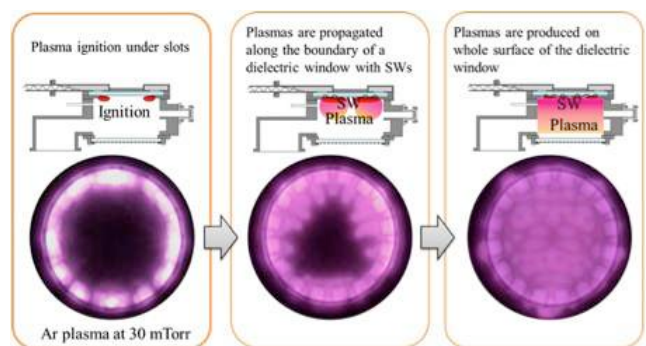 Plasma ignition under slots
Ignition
Ar plasma at 30 mTorr
Plasmas are propagated
along the boundary of a
dielectric window with SWs
SW
Plasma
Plasmas are produced on
whole surface of the dielectric
window
SW
Plasma